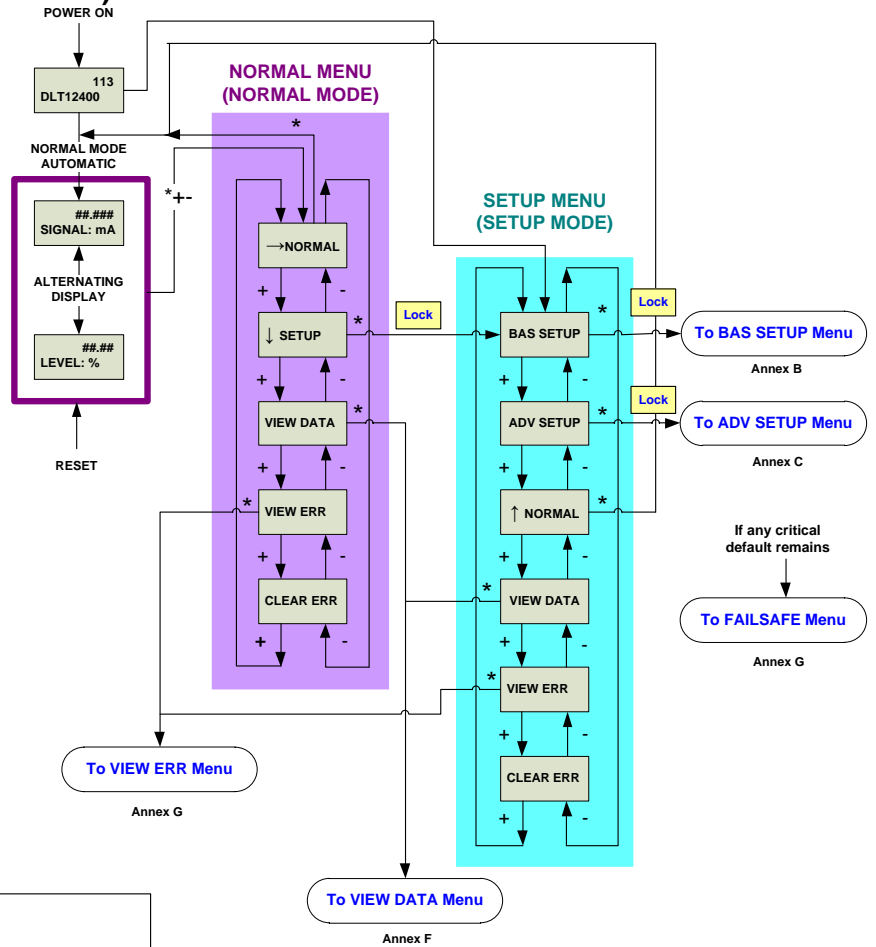 POWER ON
113
DLT12400
NORMAL MODE
AUTOMATIC
##.###
SIGNAL: mA
ALTERNATING
DISPLAY
##.##
LEVEL: %
RESET
*+-
NORMAL MENU
(NORMAL MODE)
*
→NORMAL
+ -
↓ SETUP
*
Lock
+ -
VIEW DATA
*
+ -
*
VIEW ERR
+ -
CLEAR ERR
+ -
SETUP MENU
(SETUP MODE)
BAS SETUP
*
Lock
To BAS SETUP Menu
Annex B
+ -
ADV SETUP
*
Lock
To ADV SETUP Menu
Annex C
+ -
↑ NORMAL
*
+ -
*
VIEW DATA
+ -
*
VIEW ERR
+ -
CLEAR ERR
+ -
If any critical
default remains
To FAILSAFE Menu
Annex G
To VIEW ERR Menu
Annex G
To VIEW DATA Menu
Annex F